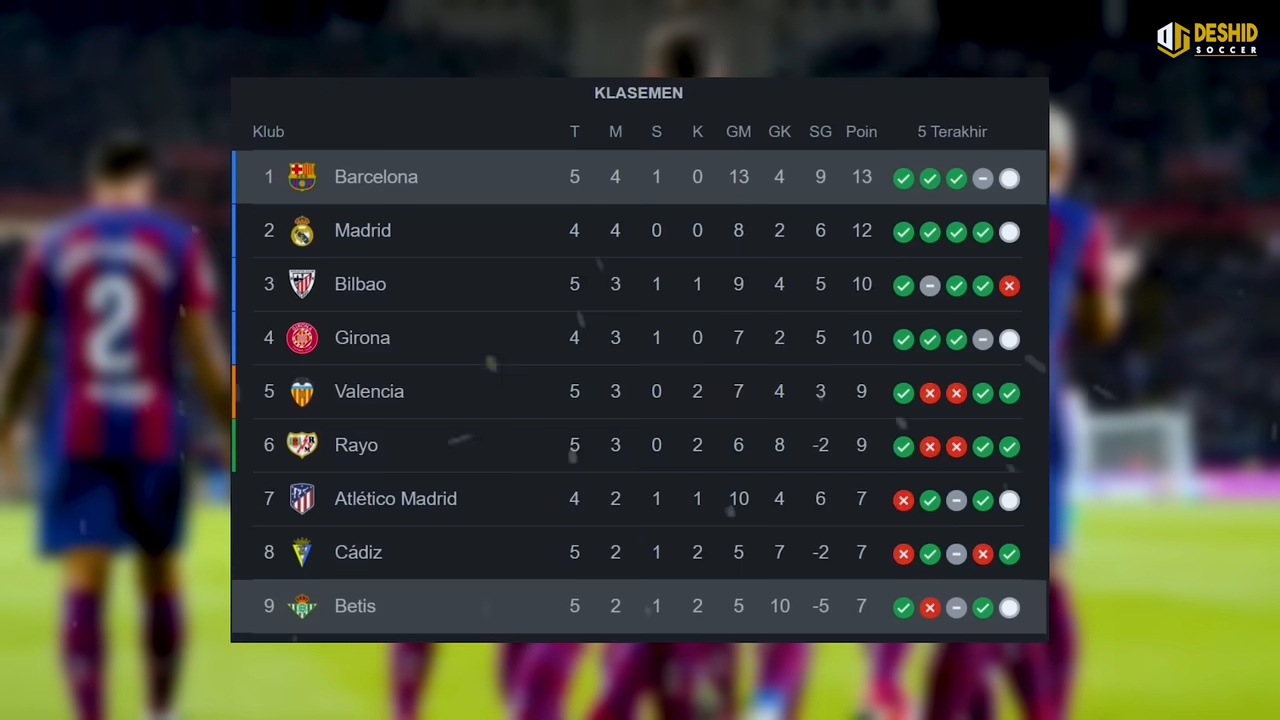 DESHID
SOCCER
KLASEMEN
Klub T M S K GM GK SG Poin 5 Terakhir
1 Barcelona 5 4 1 0 13 4 9 13
2 Madrid 4 4 0 0 8 2 6 12
3 Bilbao 5 3 1 1 9 4 5 10
4 Girona 4 3 1 0 7 2 5 10
5 Valencia 5 3 0 2 7 4 3 9
6 Rayo 5 3 0 2 6 8 -2 9
7 Atlético Madrid 4 2 1 1 10 4 6 7
8 Cádiz 5 2 1 2 5 7 -2 7
9 Betis 5 2 1 2 5 10 -5 7
2